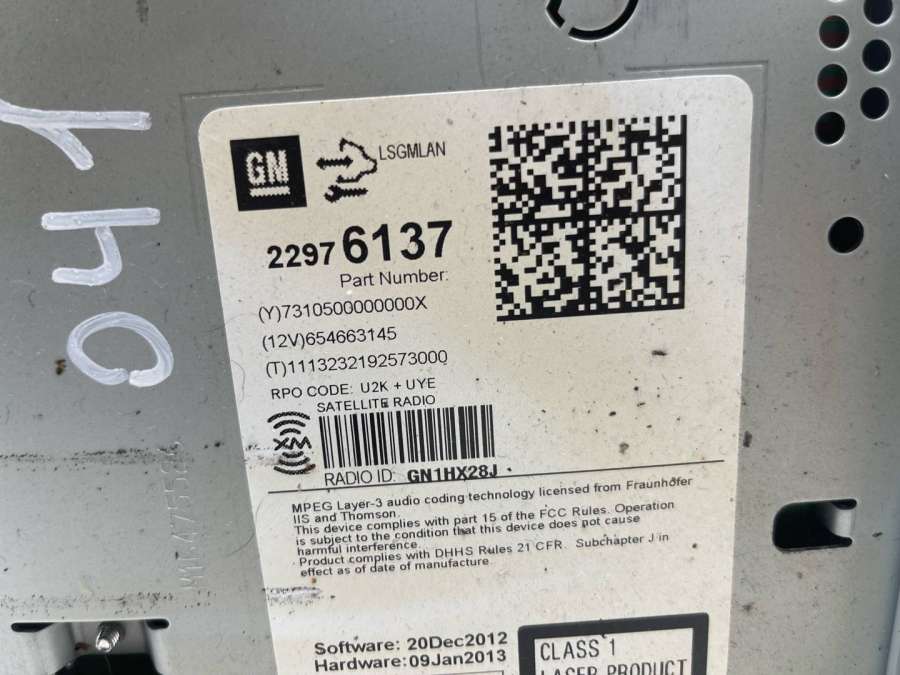 GM
LSGMLAN
22976137
Part Number:
(Y)7310500000000X
(12V)654663145
(T)1113232192573000
RPO CODE: U2K + UYE
SATELLITE RADIO
XM
RADIO ID: GN1HX28J
MPEG Layer-3 audio coding technology licensed from Fraunhofer
IIS and Thomson.
This device complies with part 15 of the FCC Rules. Operation
is subject to the condition that this device does not cause
harmful interference.
Product complies with DHHS Rules 21 CFR. Subchapter J in
effect as of date of manufacture.
Software: 20Dec2012
Hardware: 09Jan2013
CLASS 1
LASER PRODUCT